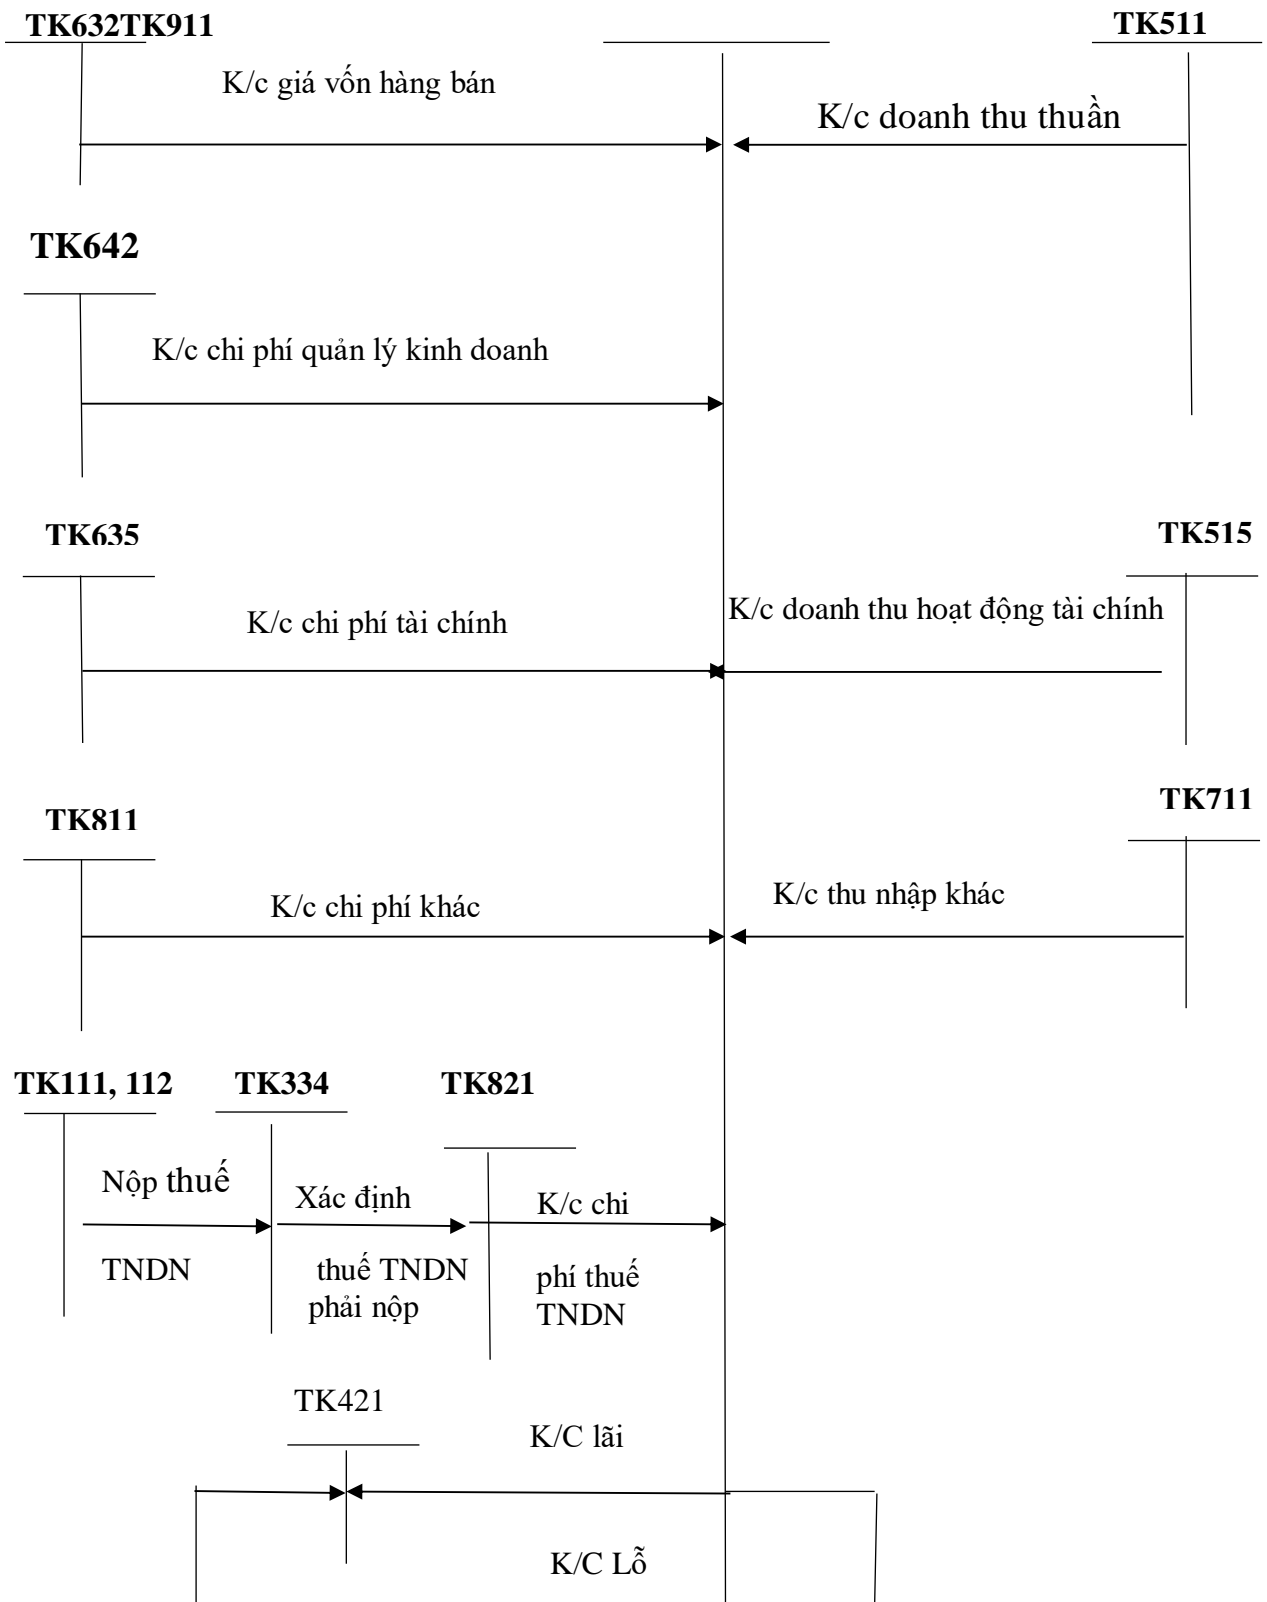 TK632TK911
TK511
K/c giá vốn hàng bán
K/c doanh thu thuần
TK642
K/c chi phí quản lý kinh doanh
TK635
TK515
K/c chi phí tài chính
K/c doanh thu hoạt động tài chính
TK811
TK711
K/c chi phí khác
K/c thu nhập khác
TK111, 112
TK334
TK821
Nộp thuế
TNDN
Xác định
thuế TNDN
phải nộp
K/c chi
phí thuế
TNDN
TK421
K/C lãi
K/C Lỗ